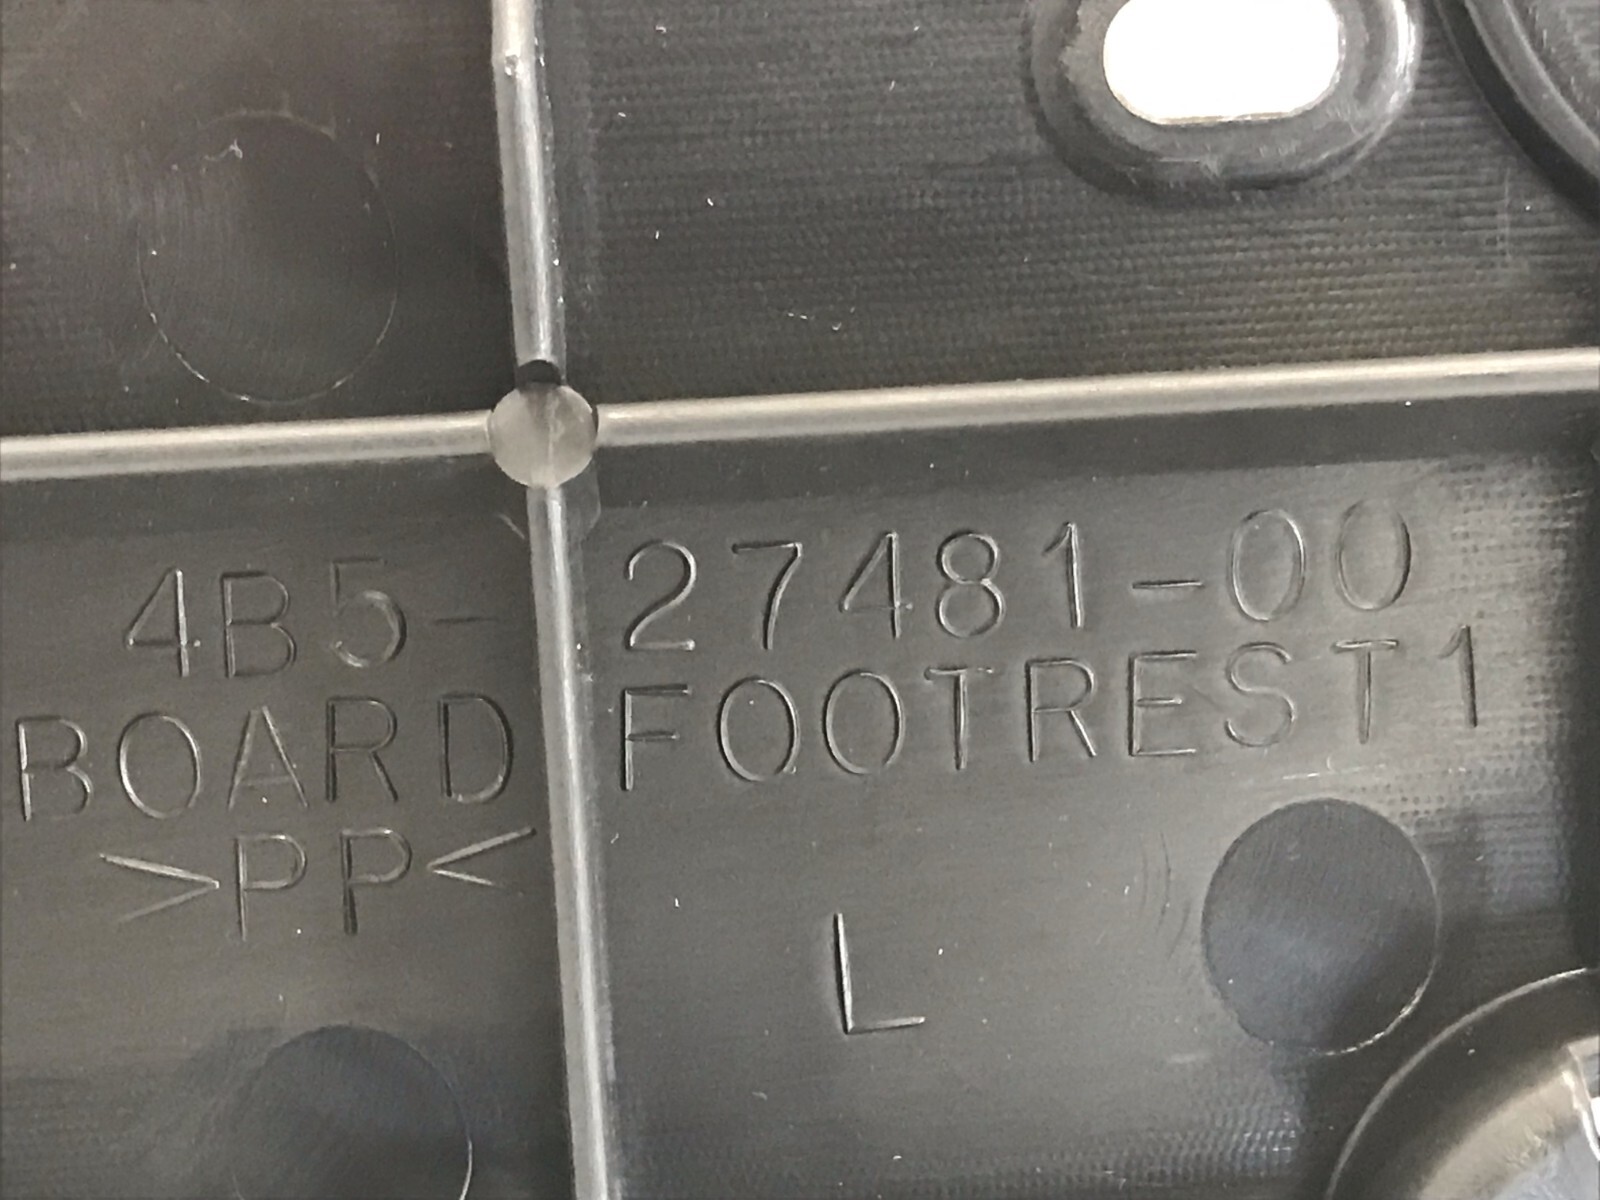 4B5-27481-00
BOARD FOOTREST1
>PP<
L